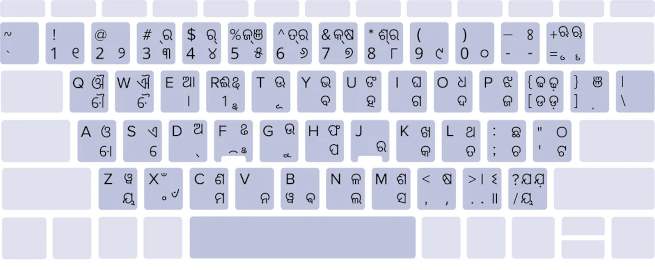 ~ ! @ # ୍ର $ ର୍ % ଜ୍ଞ ^ ତ୍ର & କ୍ଷ * ଶ୍ର ( ) – ଃ + ଋ
` 1 ୧ 2 ୨ 3 ୩ 4 ୪ 5 ୫ 6 ୬ 7 ୭ 8 ୮ 9 ୯ 0 ୦ - - = ୃ
Q ଔ W ଐ E ଆ R ଈ T ଊ Y ଭ U ଙ I ଘ O ଧ P ଝ { ଢ ଢ଼ } ଞ |
ୌ ୈ ା ୀ ୂ ବ ହ ଗ ଦ ଜ [ ଡ ଡ଼ ] ़ \
A ଓ S ଏ D ଅ F ଇ G ଉ H ଫ J K ଖ L ଥ : ଛ " ଠ
ୋ େ ୍ ି ୁ ପ ର କ ତ ; ଚ ' ଟ
Z ୱ X ଁ C ଣ V B N ଳ M ଶ < ଷ > । ? ଯ ଯ଼
ୟ ଂ ମ ନ ୱ ଵ ଲ ସ , , . . ॥ / ୟ